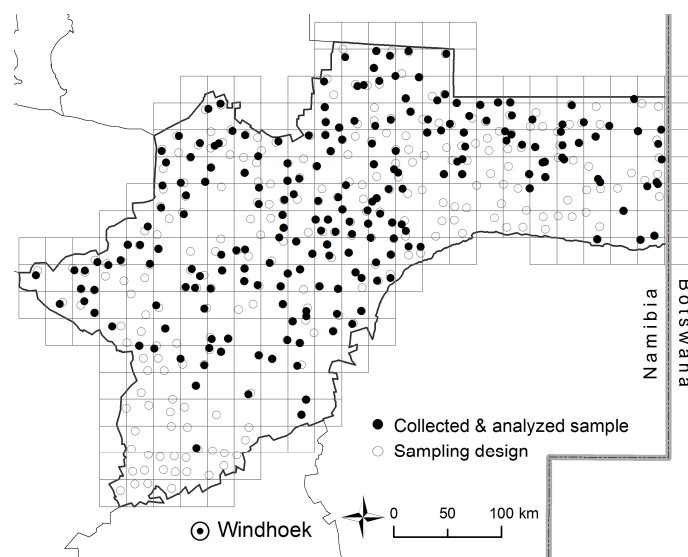 Namibia
Botswana
Collected & analyzed sample
Sampling design
Windhoek
0 50 100 km